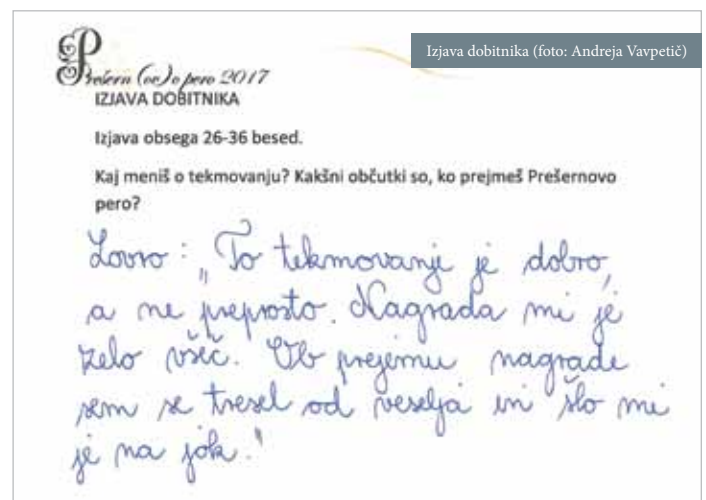 Izjava dobitnika (foto: Andreja Vavpetič)
Prešern(ov)o pero 2017
IZJAVA DOBITNIKA
Izjava obsega 26-36 besed.
Kaj meniš o tekmovanju? Kakšni občutki so, ko prejmeš Prešernovo
pero?
Lovro: „To tekmovanje je dobro,
a ne preprosto. Nagrada mi je
zelo všeč. Ob prejemu nagrade
sem se tresel od veselja in šlo mi
je na jok."